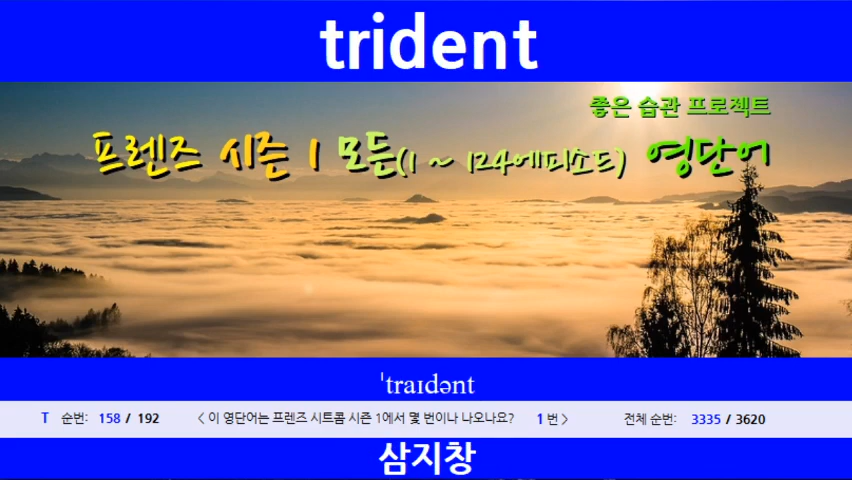 trident
좋은 습관 프로젝트
프렌즈 시즌 1 모든(1 ~ 124에피소드) 영단어
ˈtraɪdənt
T 순번: 158 / 192 < 이 영단어는 프렌즈 시트콤 시즌 1에서 몇 번이나 나오나요? 1 번 > 전체 순번: 3335 / 3620
삼지창